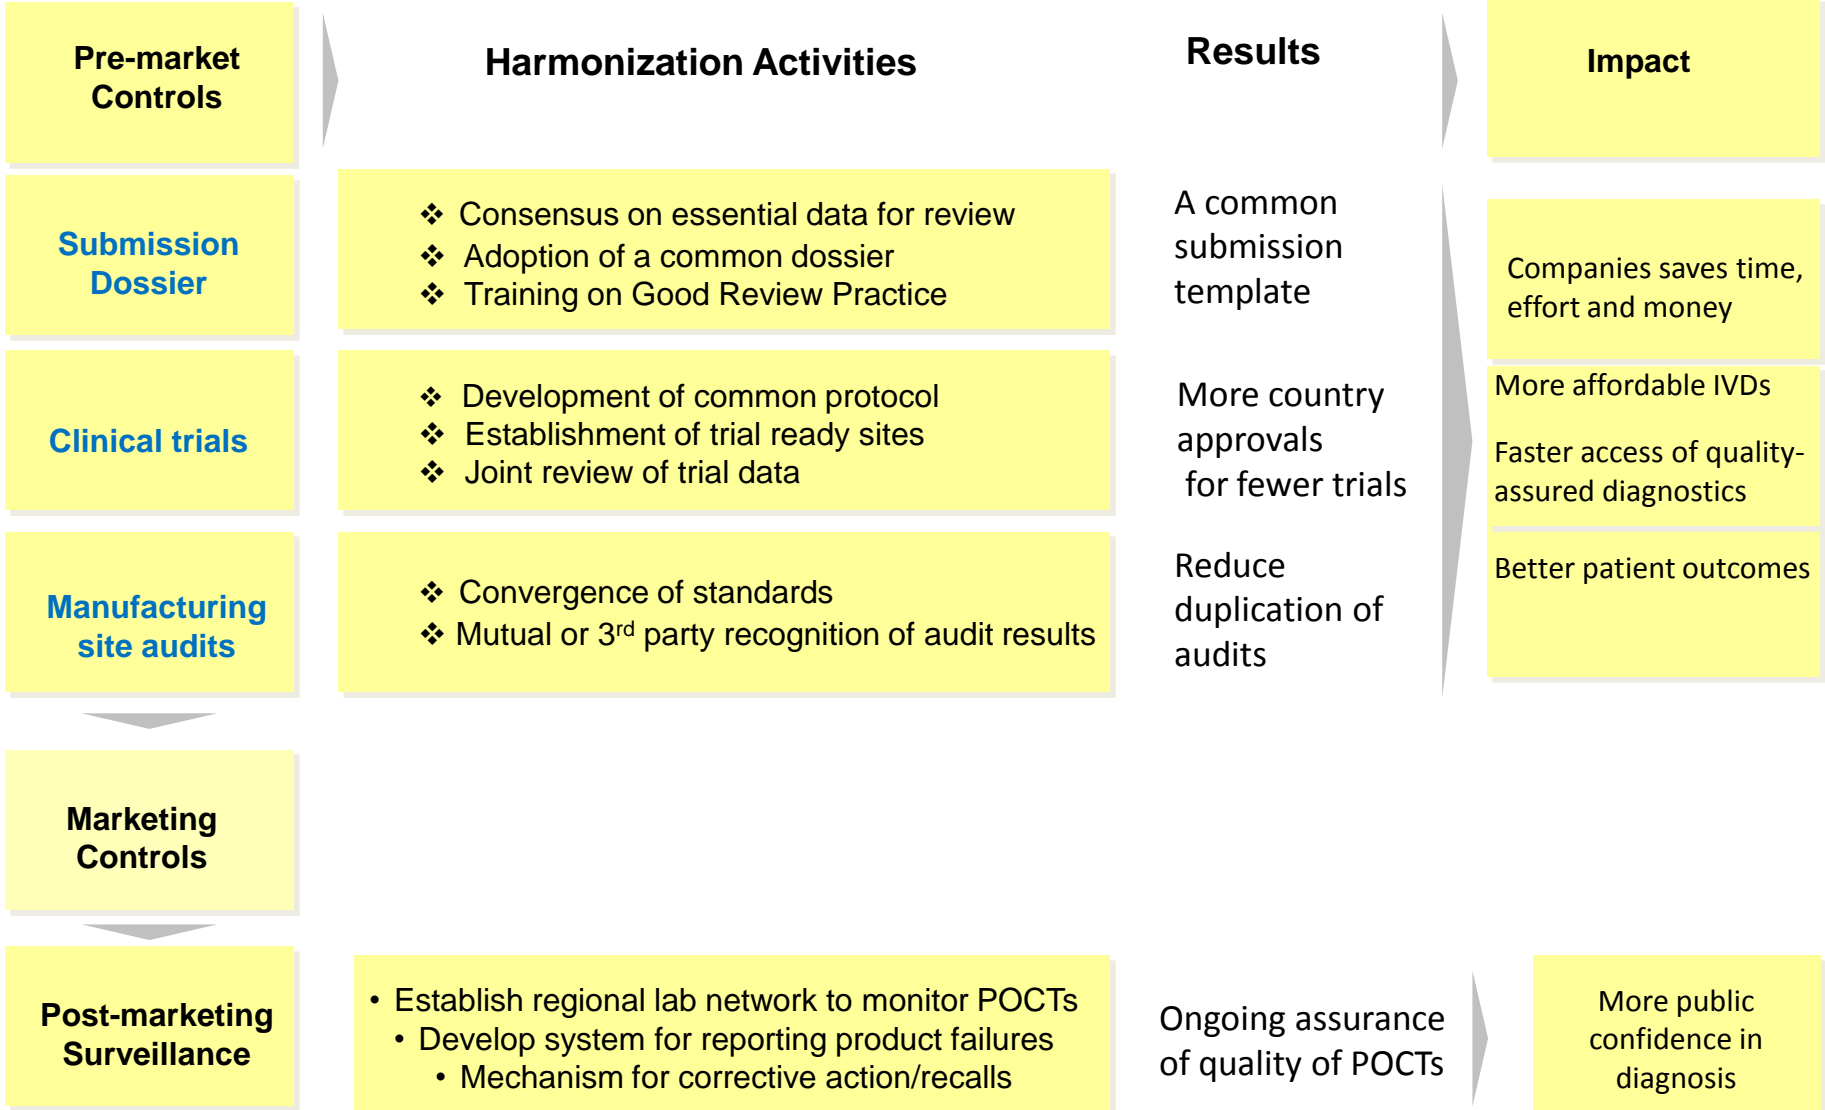 Pre-market
Controls
Harmonization Activities
Results
Impact
Submission
Dossier
❖ Consensus on essential data for review
❖ Adoption of a common dossier
❖ Training on Good Review Practice
A common
submission
template
Companies saves time,
effort and money
Clinical trials
❖ Development of common protocol
❖ Establishment of trial ready sites
❖ Joint review of trial data
More country
approvals
for fewer trials
More affordable IVDs
Faster access of quality-
assured diagnostics
Manufacturing
site audits
❖ Convergence of standards
❖ Mutual or 3rd party recognition of audit results
Reduce
duplication of
audits
Better patient outcomes
Marketing
Controls
Post-marketing
Surveillance
• Establish regional lab network to monitor POCTs
• Develop system for reporting product failures
• Mechanism for corrective action/recalls
Ongoing assurance
of quality of POCTs
More public
confidence in
diagnosis